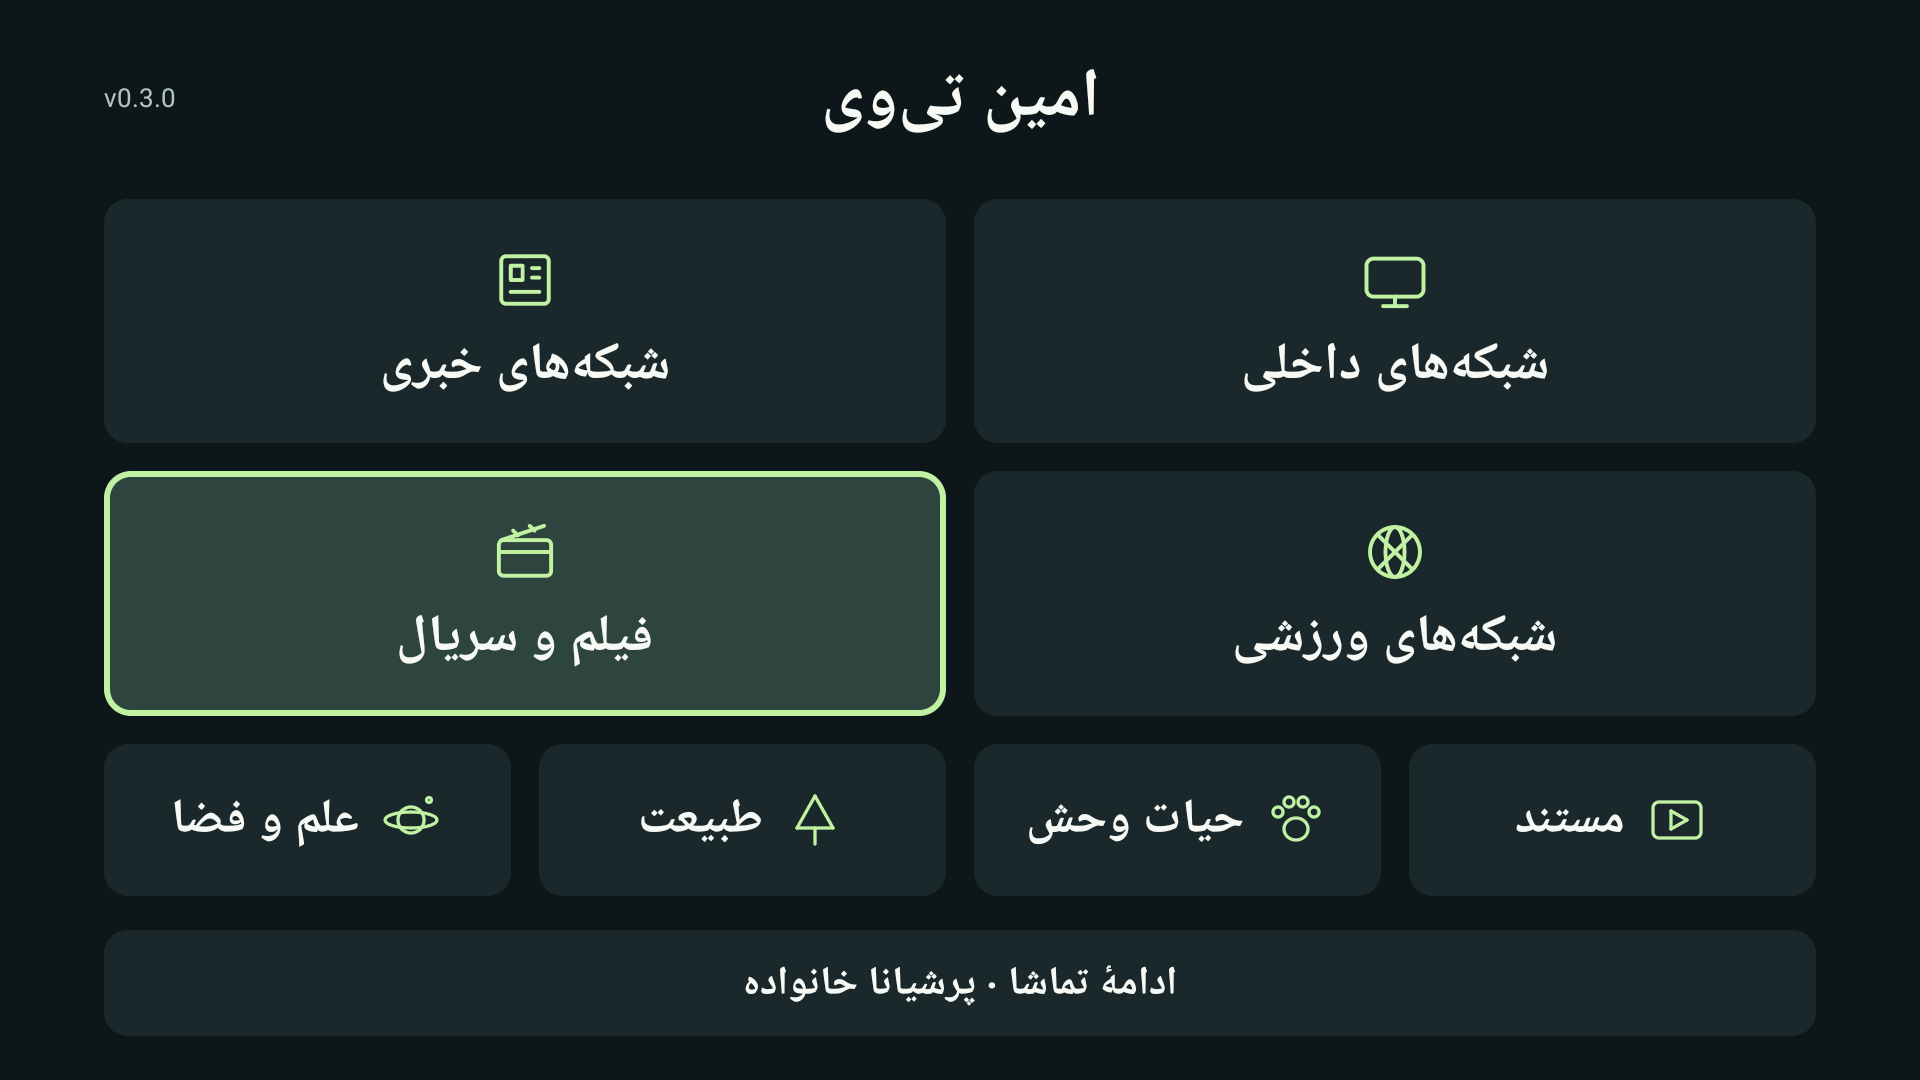 امین تی‌وی
v0.3.0
شبکه‌های داخلی
شبکه‌های خبری
شبکه‌های ورزشی
فیلم و سریال
مستند
حیات وحش
طبیعت
علم و فضا
ادامهٔ تماشا · پرشیانا خانواده